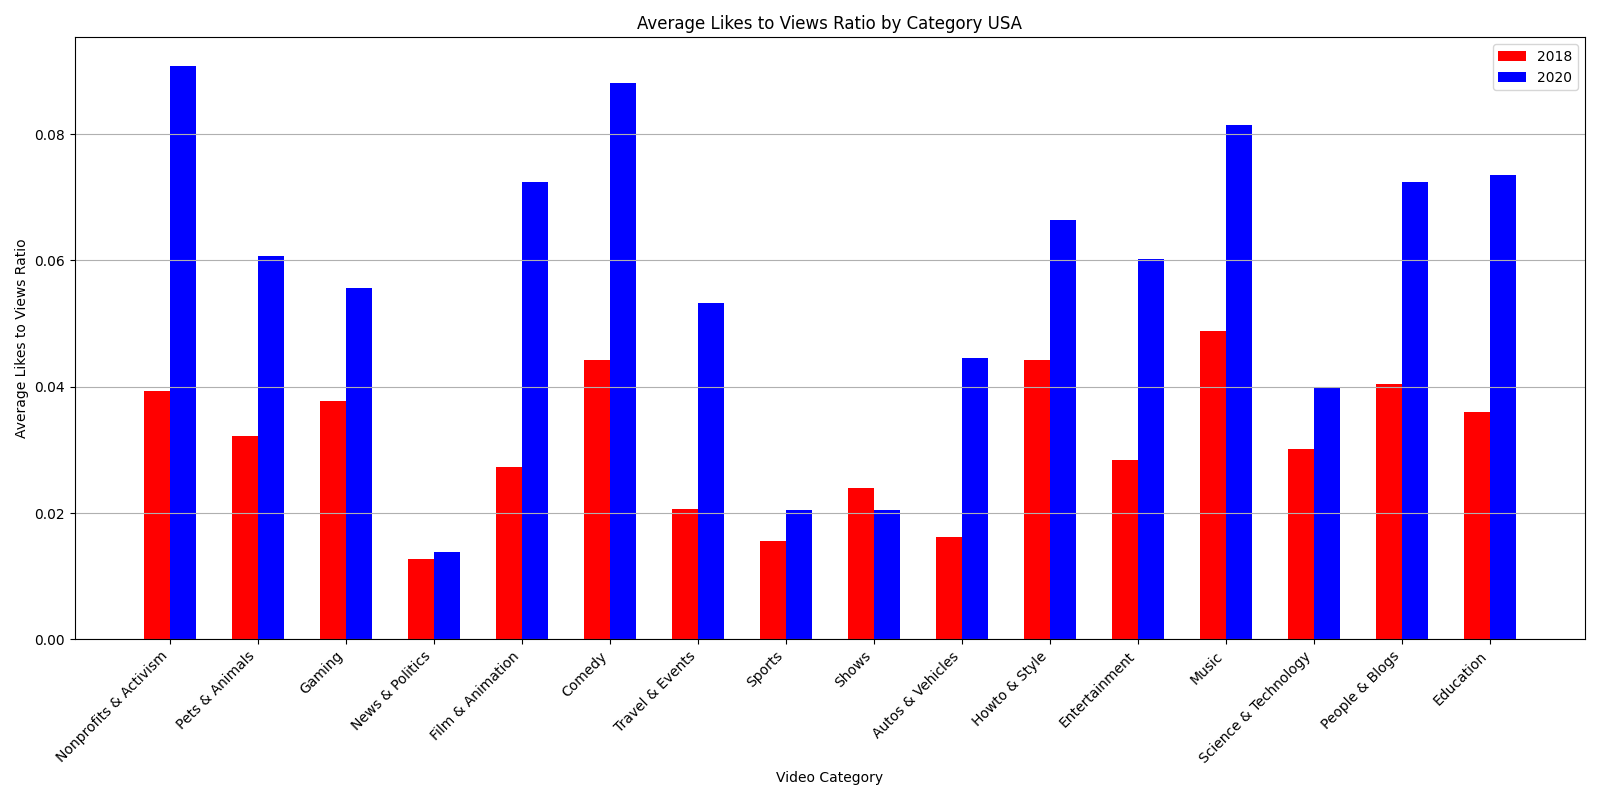 Average Likes to Views Ratio by Category USA
2018
2020
Average Likes to Views Ratio
0.08
0.06
0.04
0.02
0.00
Nonprofits & Activism
Pets & Animals
Gaming
News & Politics
Film & Animation
Comedy
Travel & Events
Sports
Shows
Autos & Vehicles
Howto & Style
Entertainment
Music
Science & Technology
People & Blogs
Education
Video Category